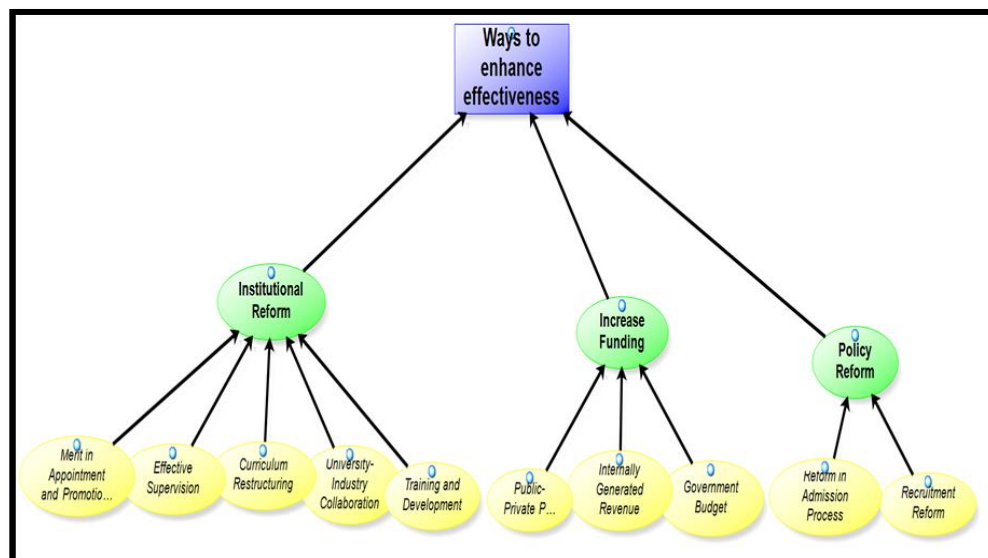 Ways to
enhance
effectiveness
Institutional
Reform
Increase
Funding
Policy
Reform
Merit in
Appointment
and Promotio...
Effective
Supervision
Curriculum
Restructuring
University-
Industry
Collaboration
Training and
Development
Public-
Private P...
Internally
Generated
Revenue
Government
Budget
Reform in
Admission
Process
Recruitment
Reform